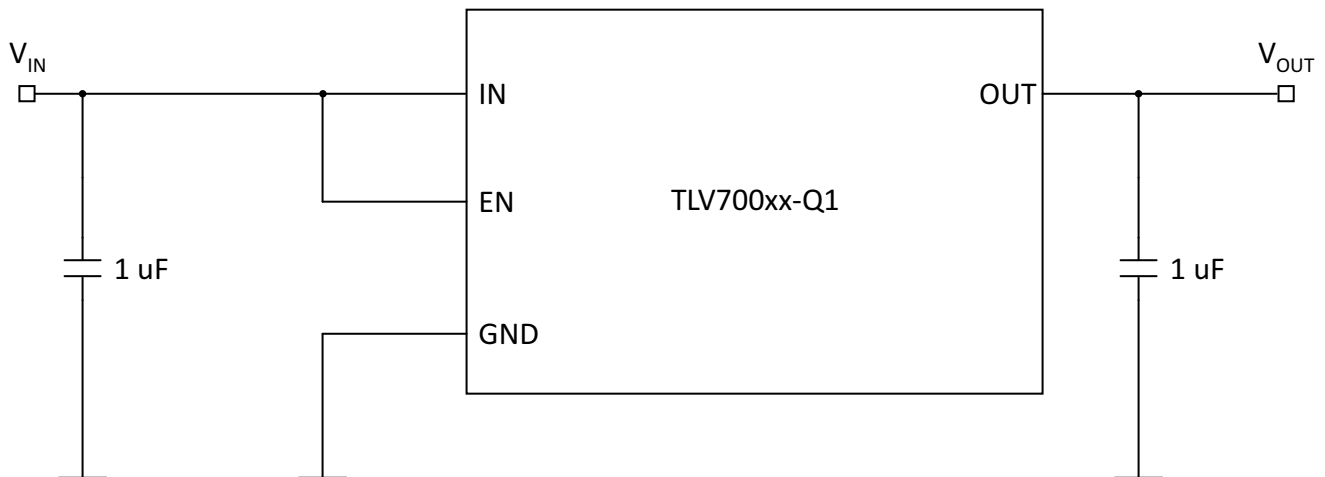 V_IN
V_OUT
IN
OUT
EN
TLV700xx-Q1
1 uF
1 uF
GND